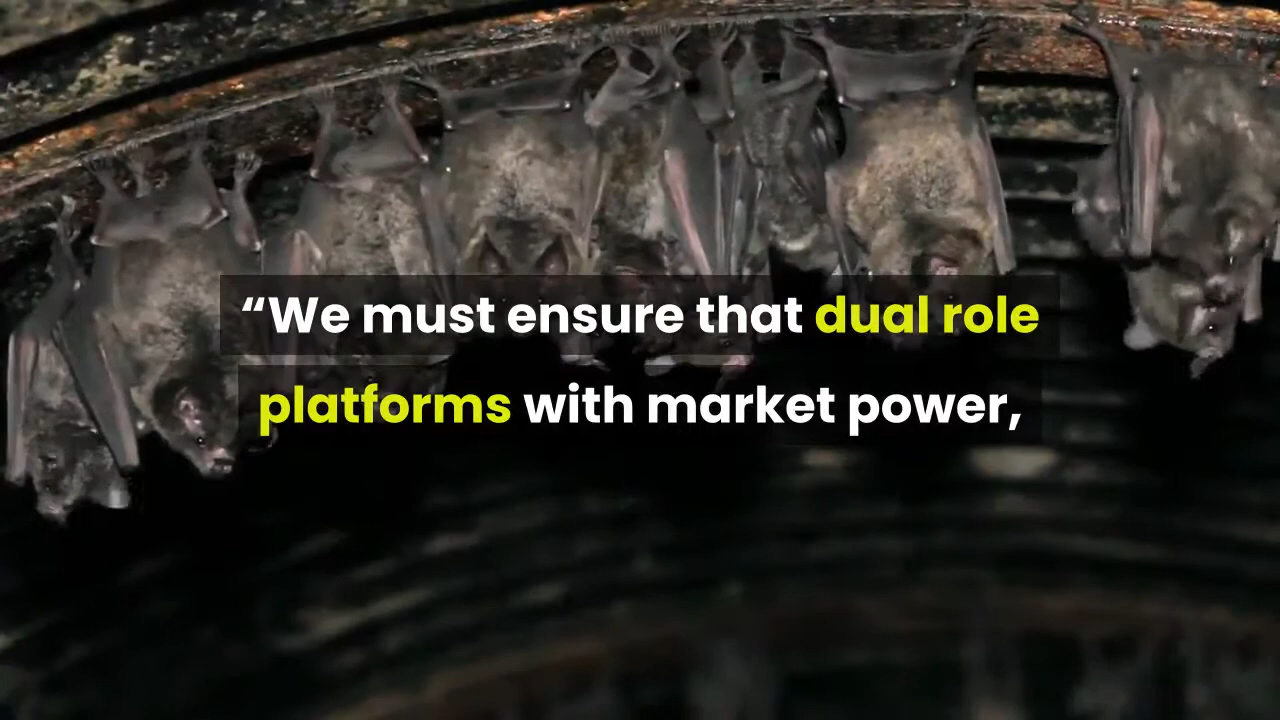 “We must ensure that dual role
platforms with market power,